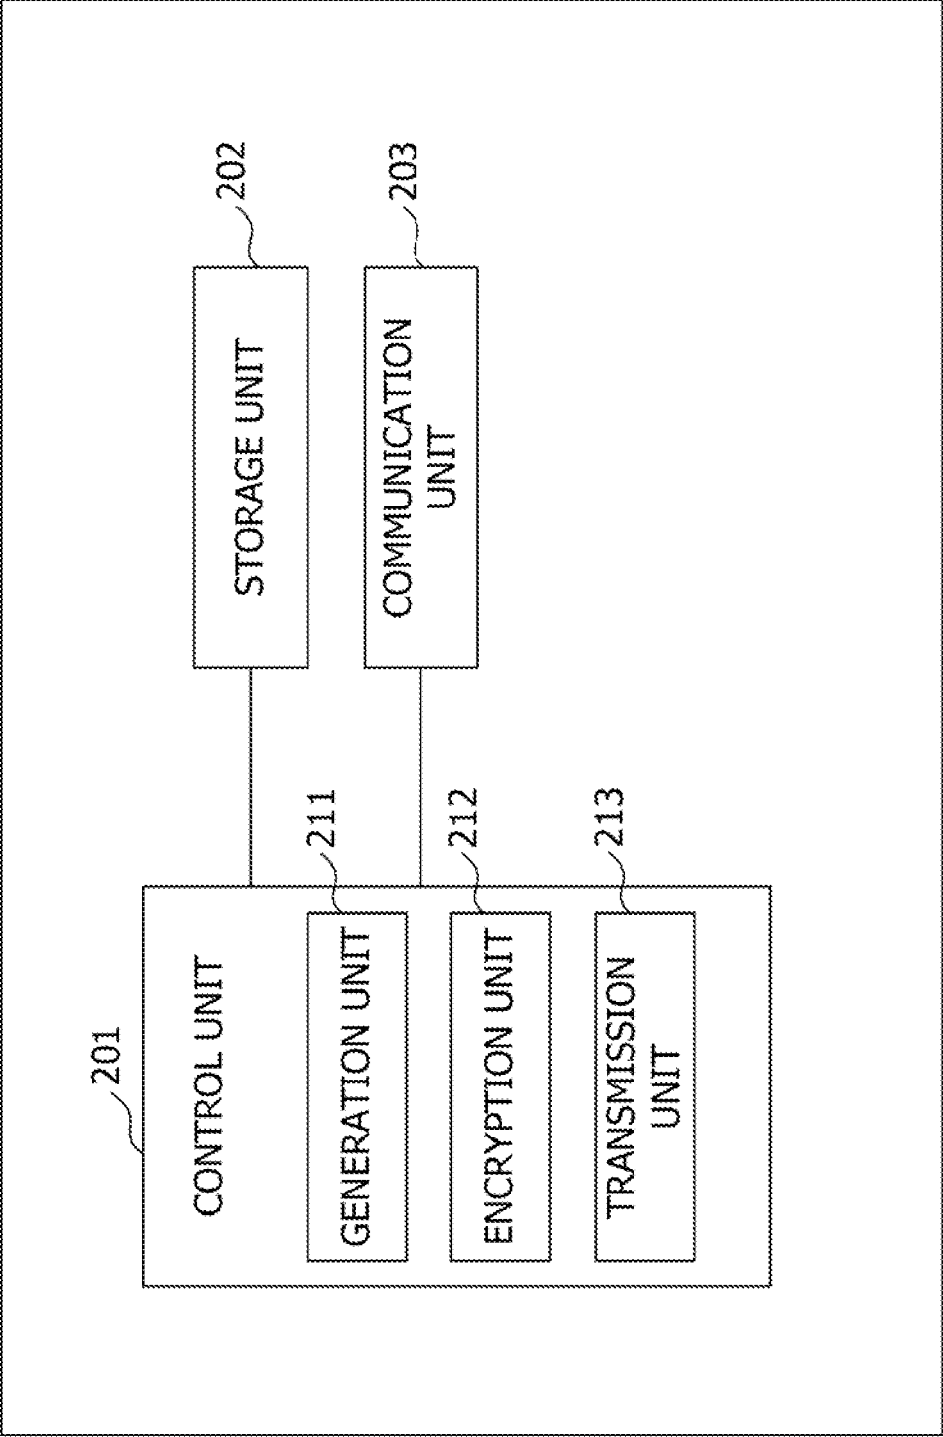 201
CONTROL UNIT
211
GENERATION UNIT
212
ENCRYPTION UNIT
213
TRANSMISSION
UNIT
202
STORAGE UNIT
203
COMMUNICATION
UNIT